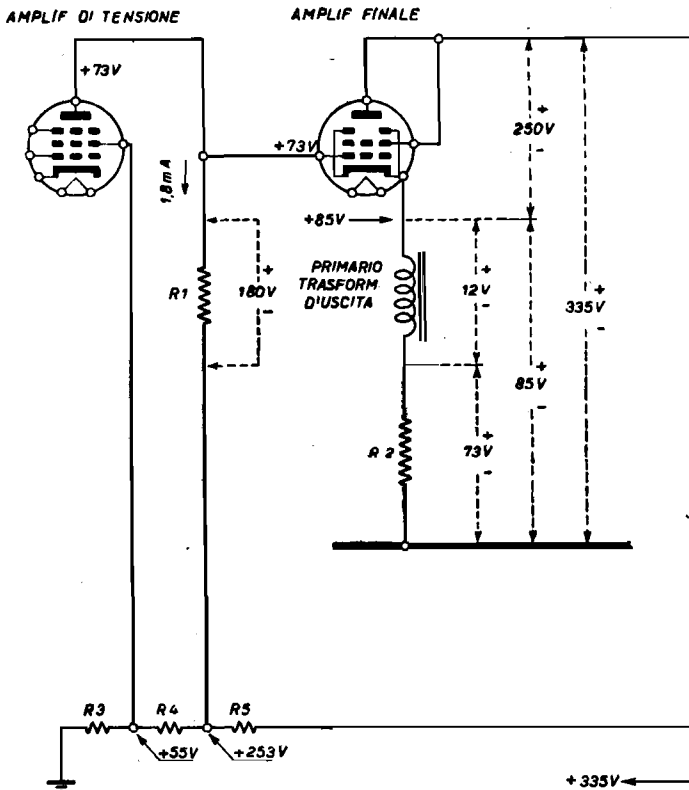 AMPLIF DI TENSIONE
AMPLIF FINALE
+73V
+73V
1,8mA
+
250V
-
+85V
PRIMARIO
TRASFORM
D'USCITA
R1
+
180V
-
+
12V
-
+
335V
-
+
85V
-
R2
+
73V
-
R3
R4
R5
+55V
+253V
+335V